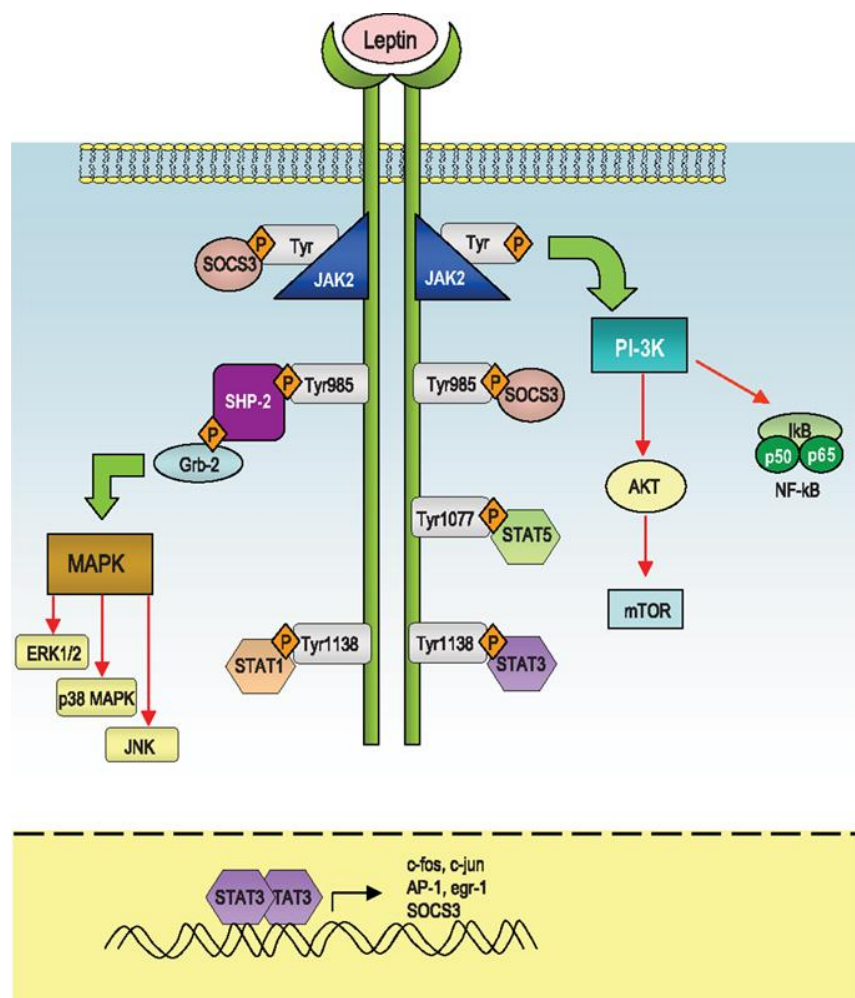 Leptin
P
Tyr
SOCS3
JAK2
Tyr
P
JAK2
PI-3K
SHP-2
P
Tyr985
P
Grb-2
Tyr985
P
SOCS3
IkB
p50
p65
NF-kB
AKT
mTOR
Tyr1077
P
STAT5
MAPK
ERK1/2
p38 MAPK
JNK
P
Tyr1138
STAT1
Tyr1138
P
STAT3
STAT3
TAT3
c-fos, c-jun
AP-1, egr-1
SOCS3